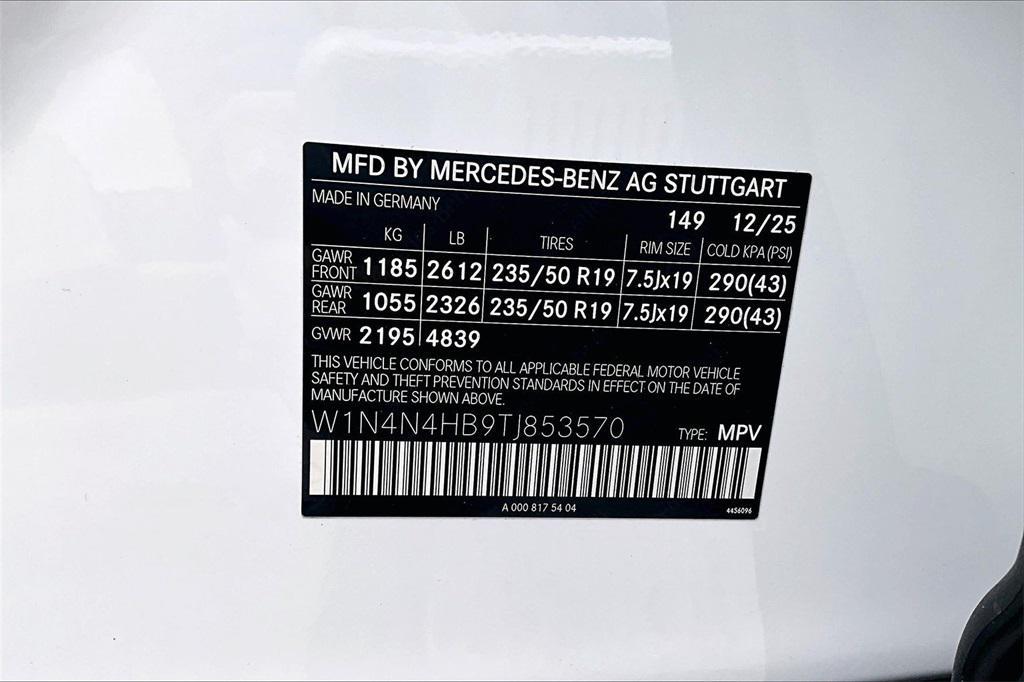 MFD BY MERCEDES-BENZ AG STUTTGART
MADE IN GERMANY
149 12/25
KG LB TIRES RIM SIZE COLD KPA (PSI)
GAWR FRONT 1185 2612 235/50 R19 7.5Jx19 290(43)
GAWR REAR 1055 2326 235/50 R19 7.5Jx19 290(43)
GVWR 2195 4839
THIS VEHICLE CONFORMS TO ALL APPLICABLE FEDERAL MOTOR VEHICLE
SAFETY AND THEFT PREVENTION STANDARDS IN EFFECT ON THE DATE OF
MANUFACTURE SHOWN ABOVE.
W1N4N4HB9TJ853570 TYPE: MPV
A 000 817 54 04 4456096